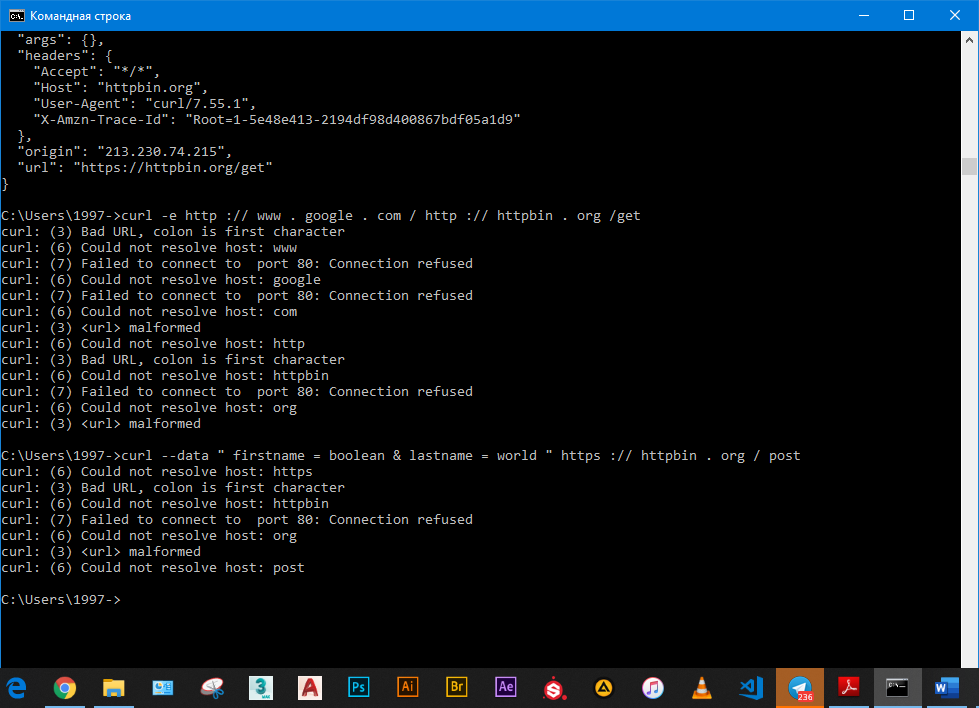 Командная строка
"args": {},
"headers": {
"Accept": "*/*",
"Host": "httpbin.org",
"User-Agent": "curl/7.55.1",
"X-Amzn-Trace-Id": "Root=1-5e48e413-2194df98d400867bdf05a1d9"
},
"origin": "213.230.74.215",
"url": "https://httpbin.org/get"
}
C:\Users\1997->curl -e http :// www . google . com / http :// httpbin . org /get
curl: (3) Bad URL, colon is first character
curl: (6) Could not resolve host: www
curl: (7) Failed to connect to  port 80: Connection refused
curl: (6) Could not resolve host: google
curl: (7) Failed to connect to  port 80: Connection refused
curl: (6) Could not resolve host: com
curl: (3) <url> malformed
curl: (6) Could not resolve host: http
curl: (3) Bad URL, colon is first character
curl: (6) Could not resolve host: httpbin
curl: (7) Failed to connect to  port 80: Connection refused
curl: (6) Could not resolve host: org
curl: (3) <url> malformed
C:\Users\1997->curl --data " firstname = boolean & lastname = world " https :// httpbin . org / post
curl: (6) Could not resolve host: https
curl: (3) Bad URL, colon is first character
curl: (6) Could not resolve host: httpbin
curl: (7) Failed to connect to  port 80: Connection refused
curl: (6) Could not resolve host: org
curl: (3) <url> malformed
curl: (6) Could not resolve host: post
C:\Users\1997->
Ps Ai Br Ae 236